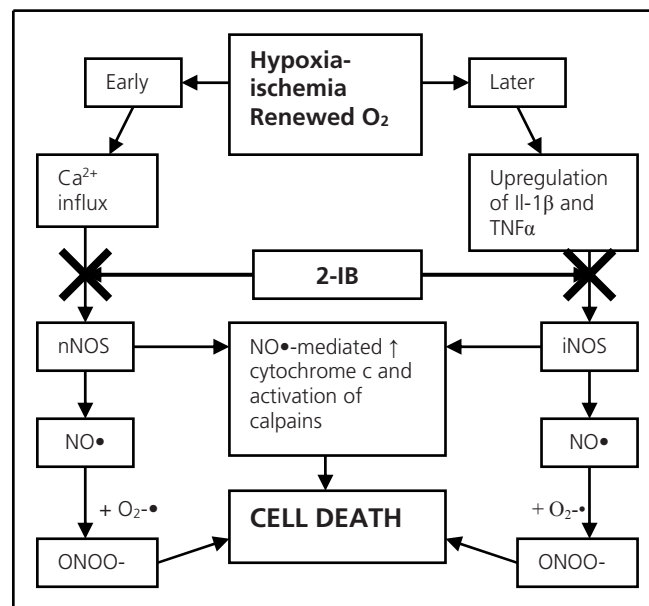 Hypoxia-
ischemia
Renewed O₂
Early
Later
Ca²⁺
influx
Upregulation
of Il-1β and
TNFα
2-IB
nNOS
NO●-mediated ↑
cytochrome c and
activation of
calpains
iNOS
NO●
NO●
+ O₂-●
+ O₂-•
CELL DEATH
ONOO-
ONOO-